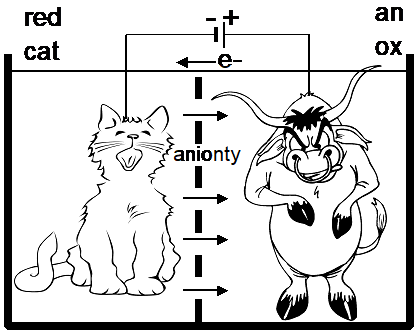 red an
cat ox
- +
e-
anionty